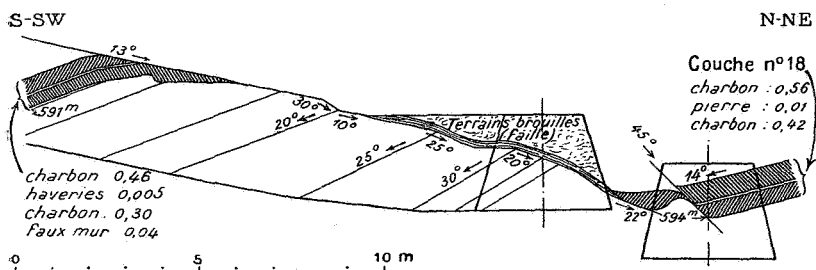 S-SW
N-NE
13°
Couche n°18
charbon : 0,56
pierre : 0,01
charbon : 0,42
-591m
30°
20°
10°
Terrains brouillés
(faille)
25°
25°
20°
30°
45°
14°
22°
-594m
charbon 0,46
haveries 0,005
charbon. 0,30
Faux mur 0,04
0 5 10 m